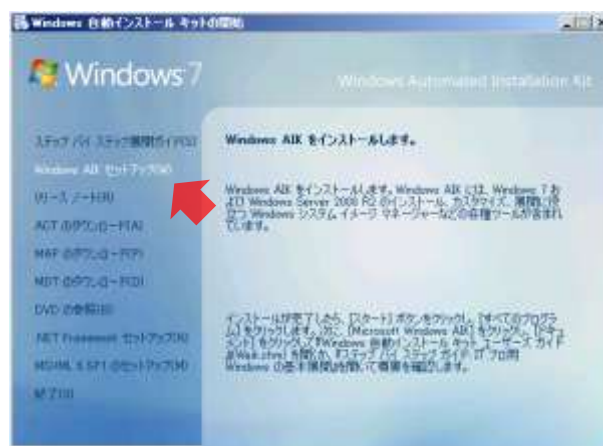 Windows 自動インストール キットの開始
Windows 7
Windows Automated Installation Kit
ステップ バイ ステップ展開ガイド(S)
Windows AIK セットアップ(W)
リリース ノート(R)
ACT のダウンロード(A)
MAP のダウンロード(P)
MDT のダウンロード(D)
DVD の参照(B)
.NET Framework セットアップ(N)
MSXML 6 SP1 のセットアップ(M)
終了(X)
Windows AIK をインストールします。
Windows AIK をインストールします。Windows AIK には、Windows 7 お
よび Windows Server 2008 R2 のインストール、カスタマイズ、展開に役
立つ Windows システム イメージ マネージャーなどの各種ツールが含まれ
ています。
インストールが完了したら、[スタート] ボタンをクリックし、[すべてのプログラ
ム] をクリックします。次に、[Microsoft Windows AIK] をクリックし、[ドキュ
メント] をクリックして『Windows 自動インストール キット ユーザーズ ガイド
(Waik.chm)』を開くか、『ステップ バイ ステップ ガイド: IT プロ用
Windows の基本展開』を開いて概要を確認します。